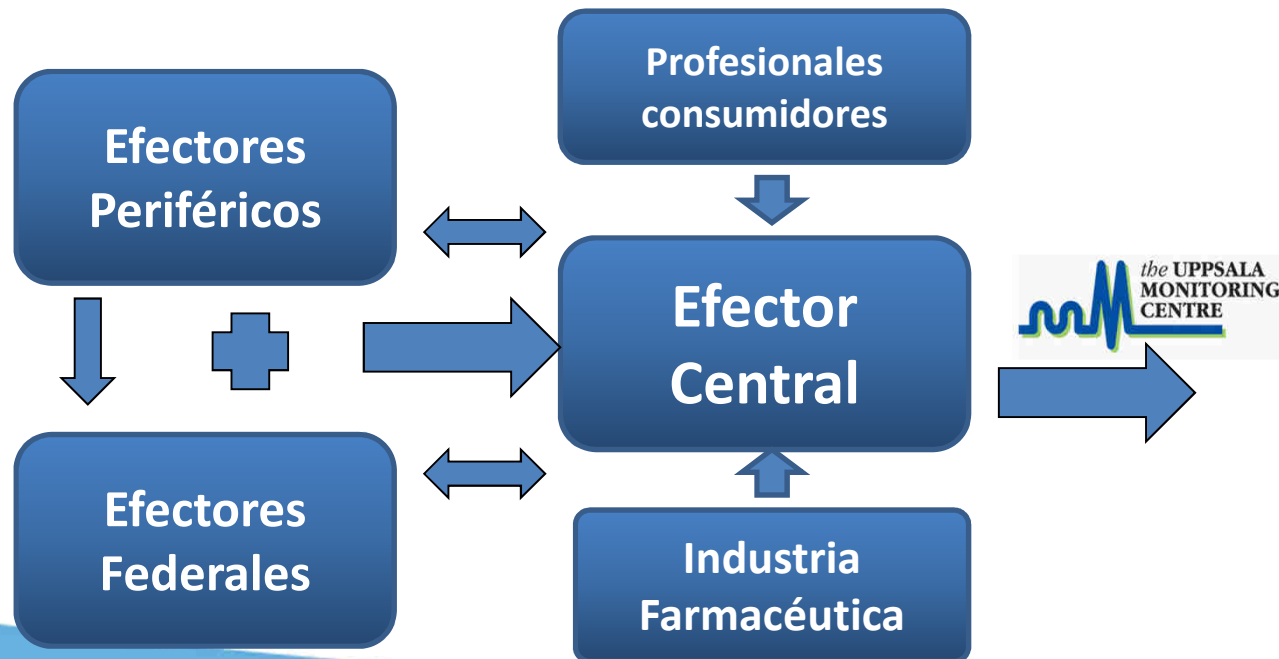 Profesionales
consumidores
Efectores
Periféricos
Efector
Central
the UPPSALA
MONITORING
CENTRE
Efectores
Federales
Industria
Farmacéutica